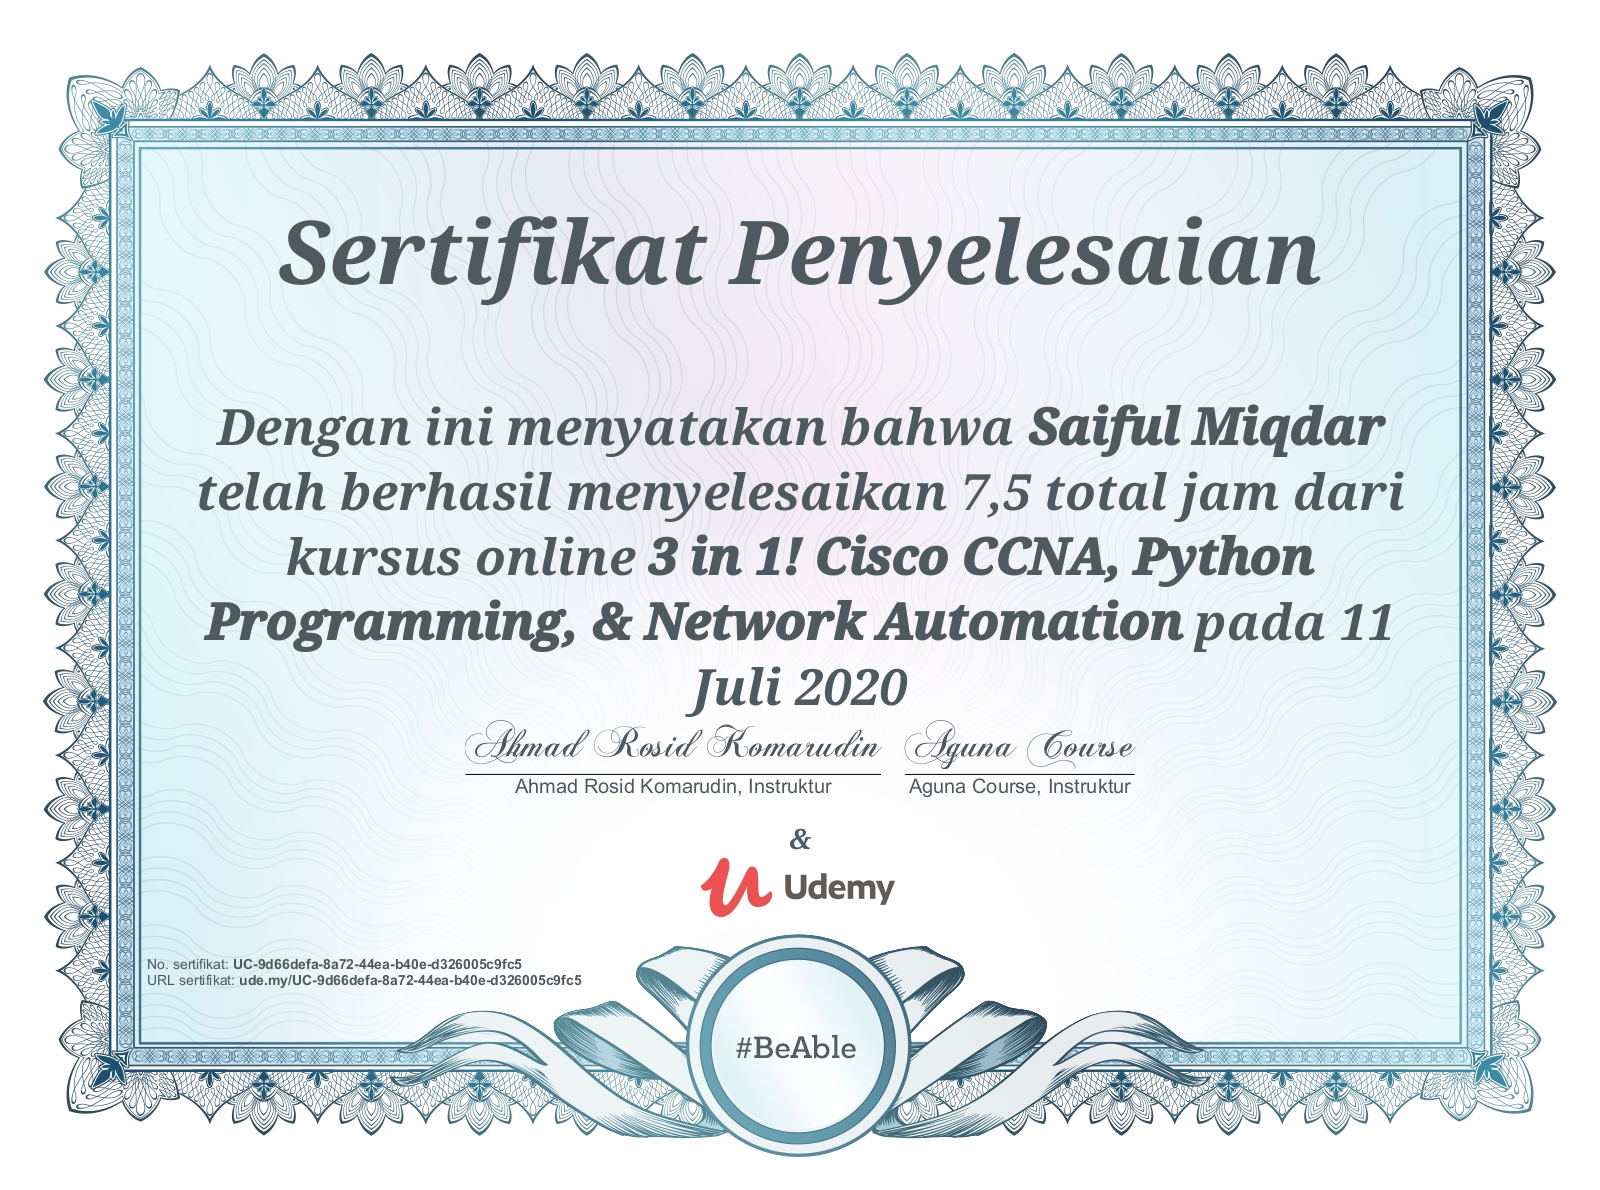 Sertifikat Penyelesaian
Dengan ini menyatakan bahwa Saiful Miqdar
telah berhasil menyelesaikan 7,5 total jam dari
kursus online 3 in 1! Cisco CCNA, Python
Programming, & Network Automation pada 11
Juli 2020
Ahmad Rosid Komarudin
Ahmad Rosid Komarudin, Instruktur
Aguna Course
Aguna Course, Instruktur
&
Udemy
No. sertifikat: UC-9d66defa-8a72-44ea-b40e-d326005c9fc5
URL sertifikat: ude.my/UC-9d66defa-8a72-44ea-b40e-d326005c9fc5
#BeAble